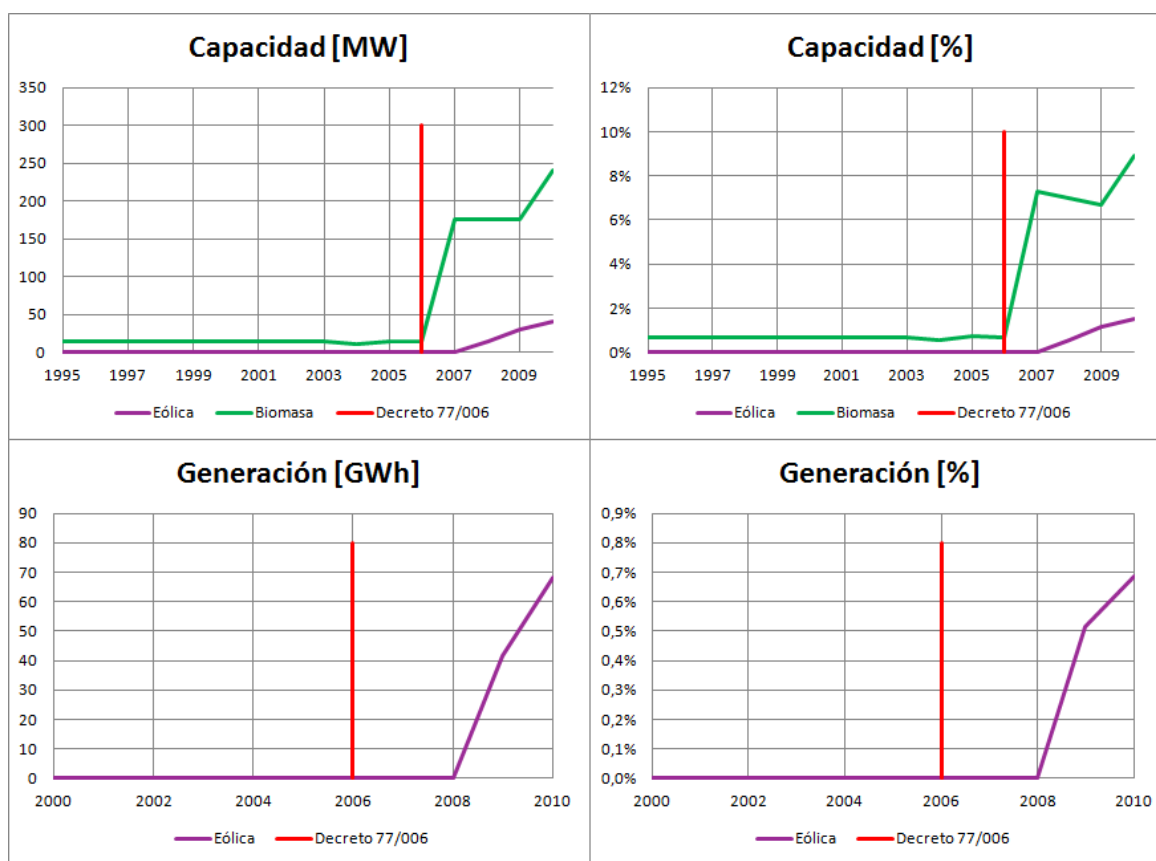 Capacidad [MW]
350
300
250
200
150
100
50
0
1995 1997 1999 2001 2003 2005 2007 2009
Eólica Biomasa Decreto 77/006
Capacidad [%]
12%
10%
8%
6%
4%
2%
0%
1995 1997 1999 2001 2003 2005 2007 2009
Eólica Biomasa Decreto 77/006
Generación [GWh]
90
80
70
60
50
40
30
20
10
0
2000 2002 2004 2006 2008 2010
Eólica Decreto 77/006
Generación [%]
0,9%
0,8%
0,7%
0,6%
0,5%
0,4%
0,3%
0,2%
0,1%
0,0%
2000 2002 2004 2006 2008 2010
Eólica Decreto 77/006